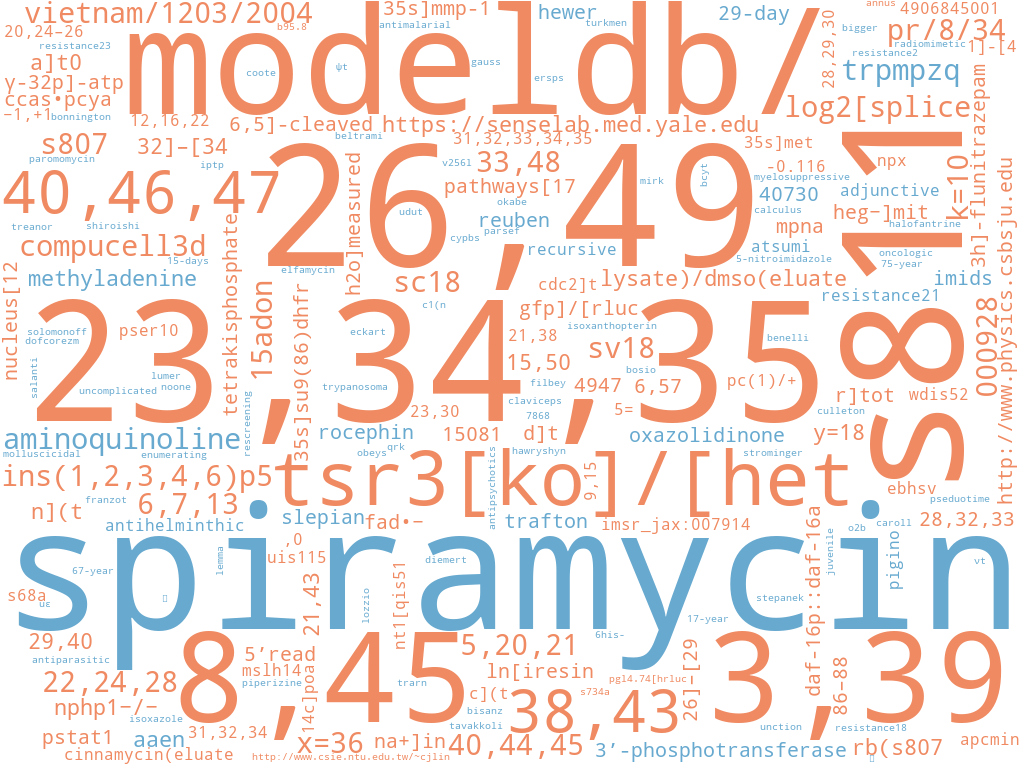 vietnam/1203/2004
35s]mmp-1
hewer
29-day
annus
4906845001
20,24–26
b95.8
antimalarial
turkmen
28,29,30
bigger
pr/8/34
resistance23
modeldb/
radiomimetic
1]–[4
a]t0
coote
ψt
gauss
resistance2
γ-32p]-atp
ersps
trpmpzq
ccas•pcya
−1,+1
bonnington
12,16,22
6,5]-cleaved
https://senselab.med.yale.edu
log2[splice
s807
32]–[34
beltrami
31,32,33,34,35
35s]met
s811
k=10
3h]-flunitrazepam
paromomycin
iptp
h2o]measured
v256l
33,48
-0.116
npx
40,46,47
26,49
pathways[17
mirk
bcyt
myelosuppressive
40730
adjunctive
treanor
shiroishi
udut
okabe
reuben
parsef
calculus
heg−]mit
mpna
halofantrine
compucell3d
cypbs
recursive
atsumi
oncologic
15-days
elfamycin
5-nitroimidazole
75-year
methyladenine
sc18
cdc2]t
lysate)/dmso(eluate
imids
nucleus[12
tetrakisphosphate
15adon
35s]su9(86)dhfr
c1(n
gfp]/[rluc
resistance21
000928
http://www.physics.csbsju.edu
solomonoff
dofcorezm
pser10
eckart
isoxanthopterin
21,38
sv18
benelli
23,34,35
lumer
noone
15,50
bosio
salanti
uncomplicated
trypanosoma
filbey
4947
6,57
pc(1)/+
r]tot
wdis52
claviceps
rescreening
23,30
7868
5=
culleton
aminoquinoline
rocephin
15081
hawryshyn
d]t
oxazolidinone
y=18
molluscicidal
enumerating
obeys
qrk
antipsychotics
strominger
ins(1,2,3,4,6)p5
tsr3[ko]/[het
9,15
ebhsv
franzot
6,7,13
pseduotime
n](t
slepian
fad•−
trafton
imsr_jax:007914
28,32,33
antihelminthic
daf-16p::daf-16a
juvenile
o2b
caroll
,0
uis115
lemma
diemert
pigino
νt
67-year
spiramycin
s68a
uε
21,43
lozzio
nt1[qis51
stepanek
17-year
29,40
8,45
6his-
3,39
5’read
5,20,21
antiparasitic
mslh14
ln[iresin
26]–[29
86–88
22,24,28
piperizine
14c]poa
trarn
pgl4.74[hrluc
c](t
s734a
nphp1−/−
bisanz
38,43
isoxazole
tavakkoli
unction
resistance18
pstat1
aaen
31,32,34
x=36
na+]in
40,44,45
3’-phosphotransferase
rb(s807
apcmin
cinnamycin(eluate
http://www.csie.ntu.edu.tw/~cjlin